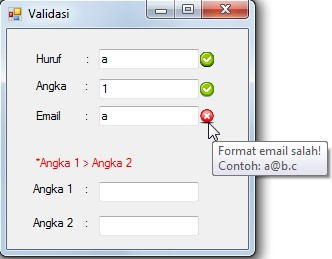 Validasi
Huruf : a
Angka : 1
Email : a
Format email salah!
Contoh: a@b.c
*Angka 1 > Angka 2
Angka 1 :
Angka 2 :